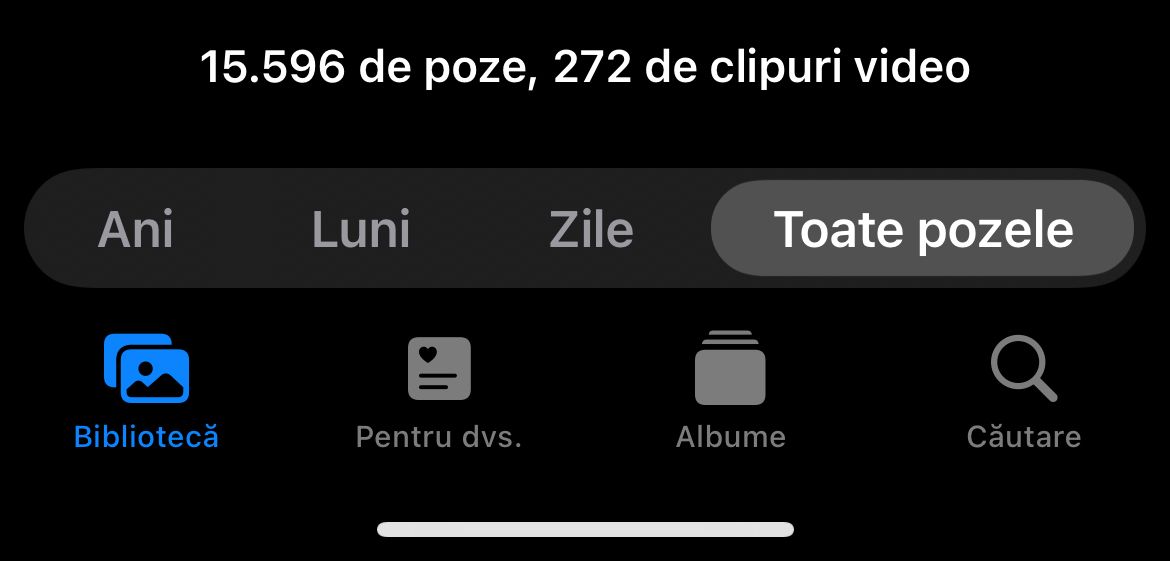 15.596 de poze, 272 de clipuri video
Ani Luni Zile Toate pozele
Bibliotecă Pentru dvs. Albume Căutare